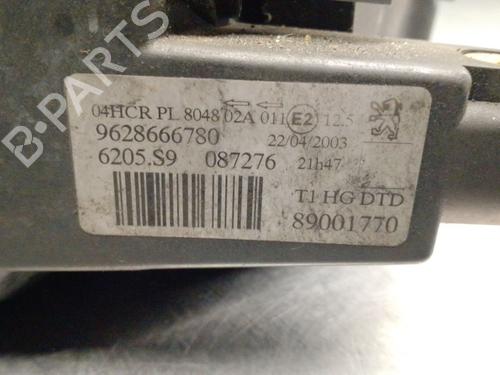 04HCR PL 8048 02A 011 E2 12.5
9628666780 22/04/2003
6205.S9 087276 21h47
T1 HG DTD
89001770
B-PARTS